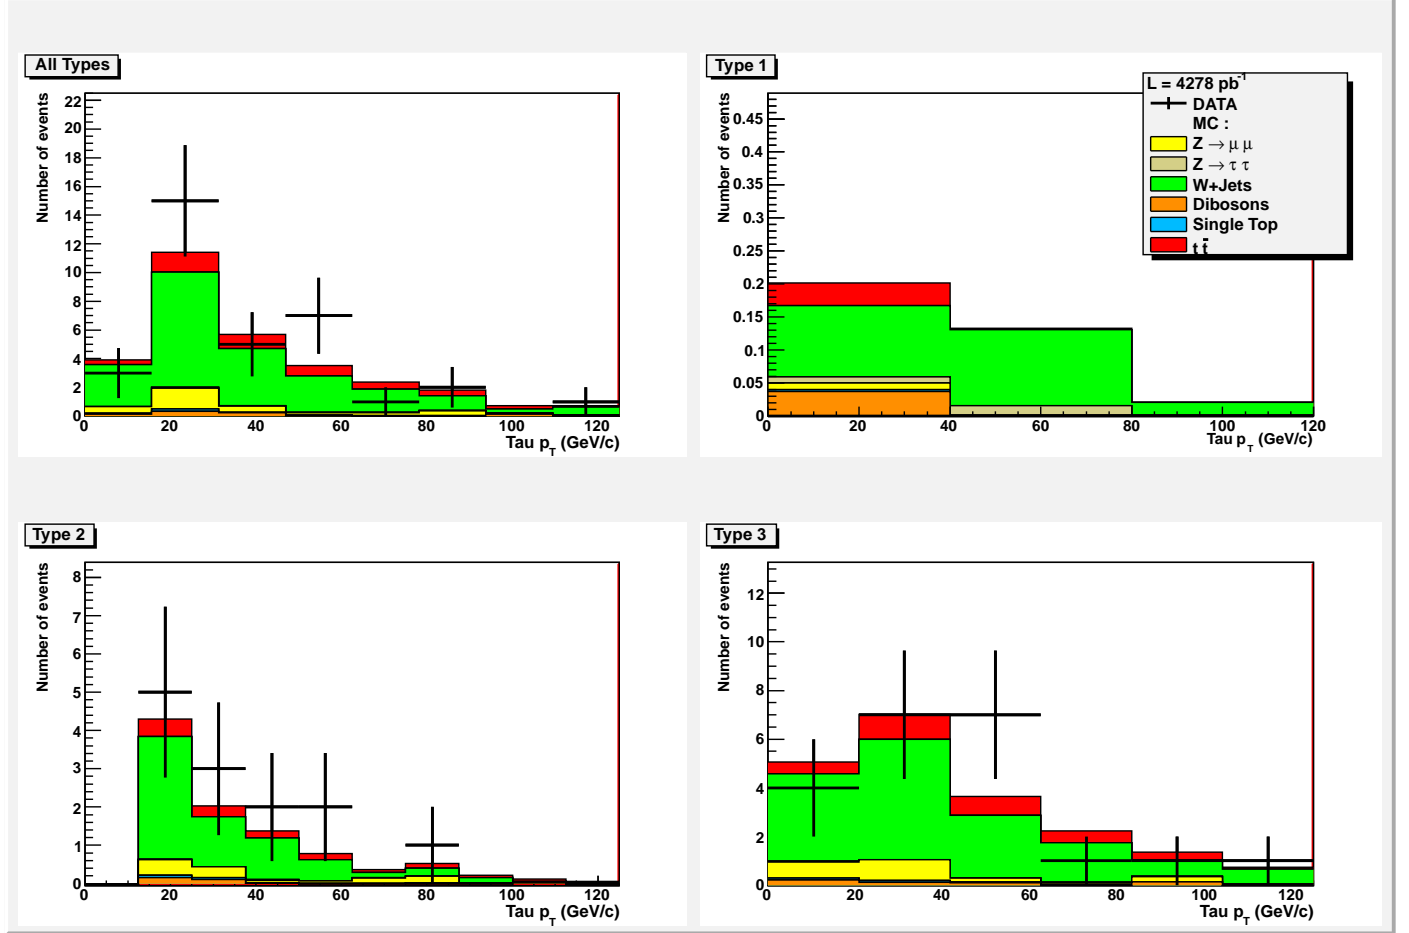 All Types
Number of events
22
20
18
16
14
12
10
8
6
4
2
0
0 20 40 60 80 100 120
Tau pT (GeV/c)
Type 1
Number of events
0.45
0.4
0.35
0.3
0.25
0.2
0.15
0.1
0.05
0
0 20 40 60 80 100 120
Tau pT (GeV/c)
L = 4278 pb-1
DATA
MC :
Z → μ μ
Z → τ τ
W+Jets
Dibosons
Single Top
t t̄
Type 2
Number of events
8
7
6
5
4
3
2
1
0
0 20 40 60 80 100 120
Tau pT (GeV/c)
Type 3
Number of events
12
10
8
6
4
2
0
0 20 40 60 80 100 120
Tau pT (GeV/c)